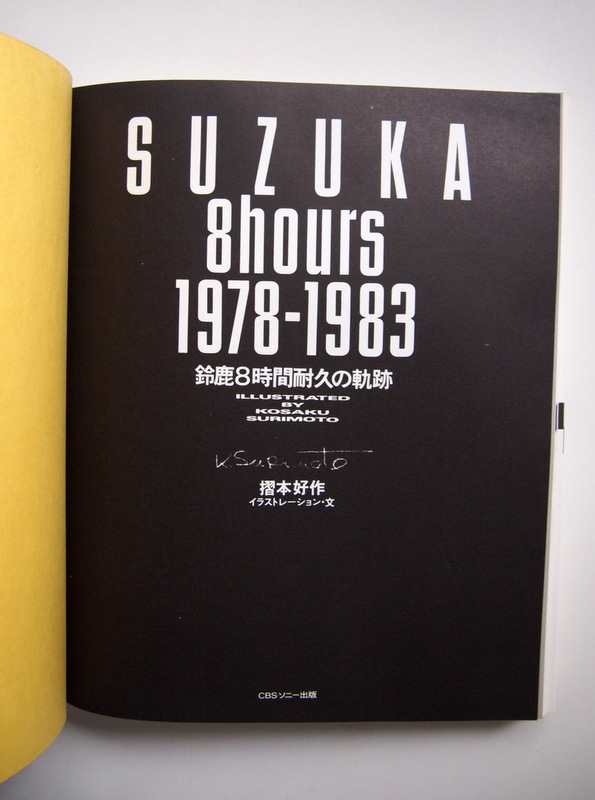 SUZUKA
8hours
1978-1983
鈴鹿8時間耐久の軌跡
ILLUSTRATED
BY
KOSAKU
SURIMOTO
K.Surimoto
摺本好作
イラストレーション・文
CBSソニー出版